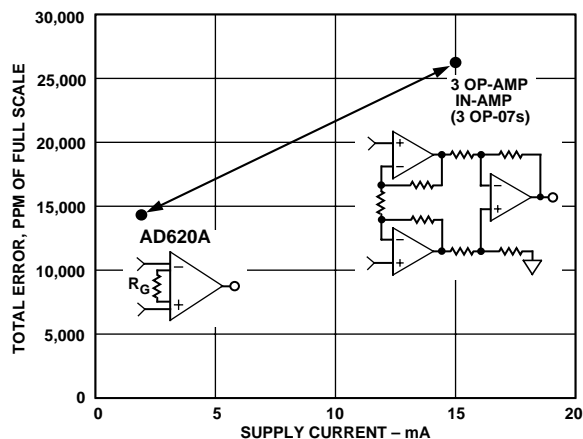 30,000
25,000
20,000
15,000
10,000
5,000
0
TOTAL ERROR, PPM OF FULL SCALE
3 OP-AMP
IN-AMP
(3 OP-07s)
AD620A
RG
0 5 10 15 20
SUPPLY CURRENT – mA